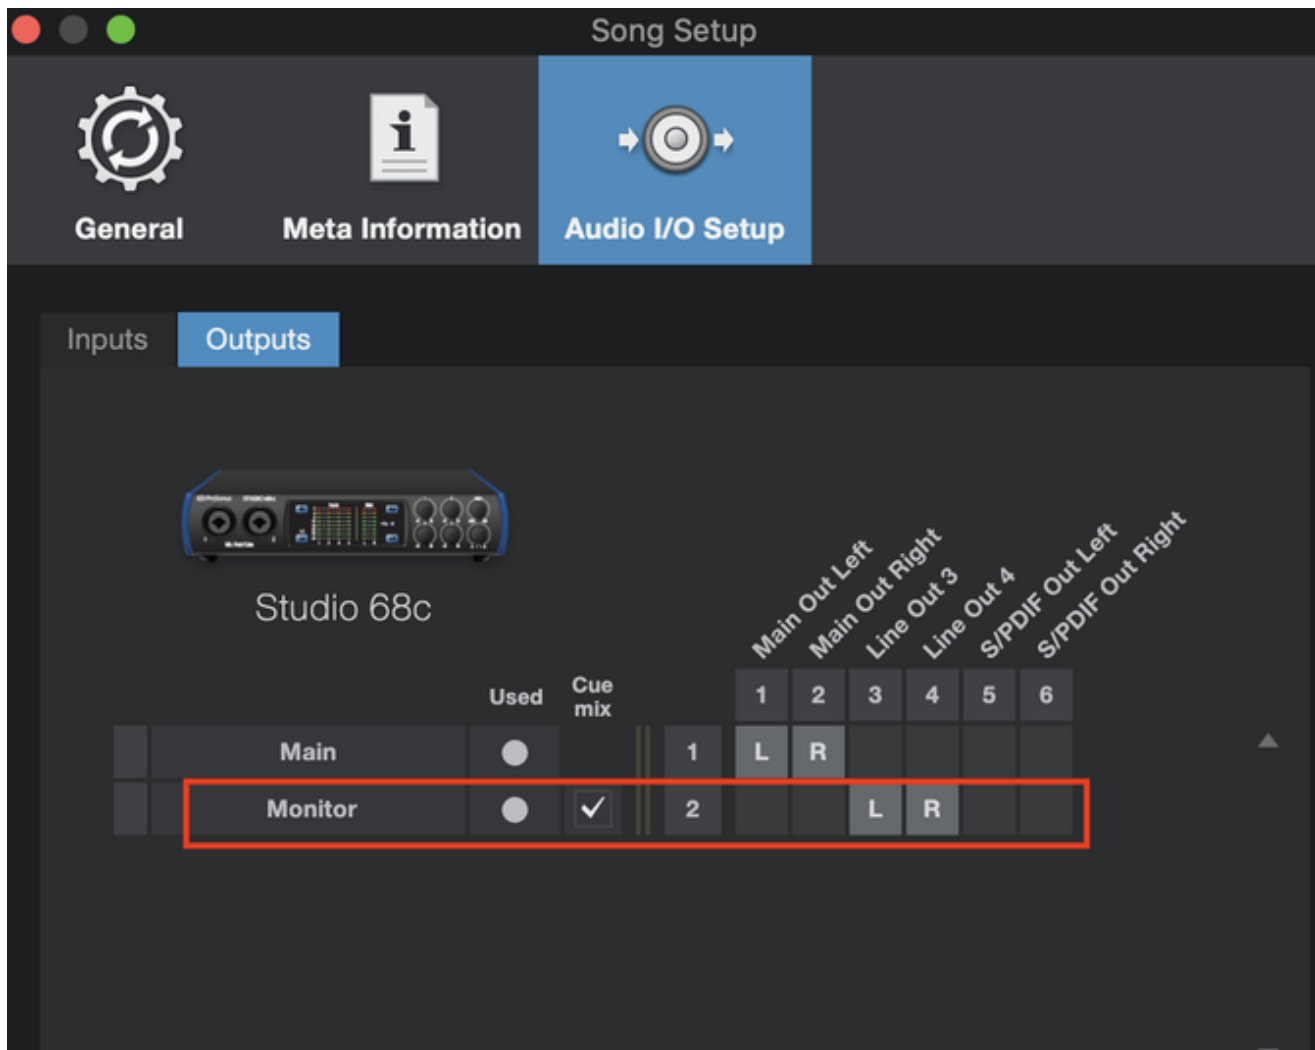 Song Setup
General
Meta Information
Audio I/O Setup
Inputs
Outputs
Studio 68c
Main Out Left
Main Out Right
Line Out 3
Line Out 4
S/PDIF Out Left
S/PDIF Out Right
Used
Cue
mix
1 2 3 4 5 6
Main 1 L R
Monitor 2 L R